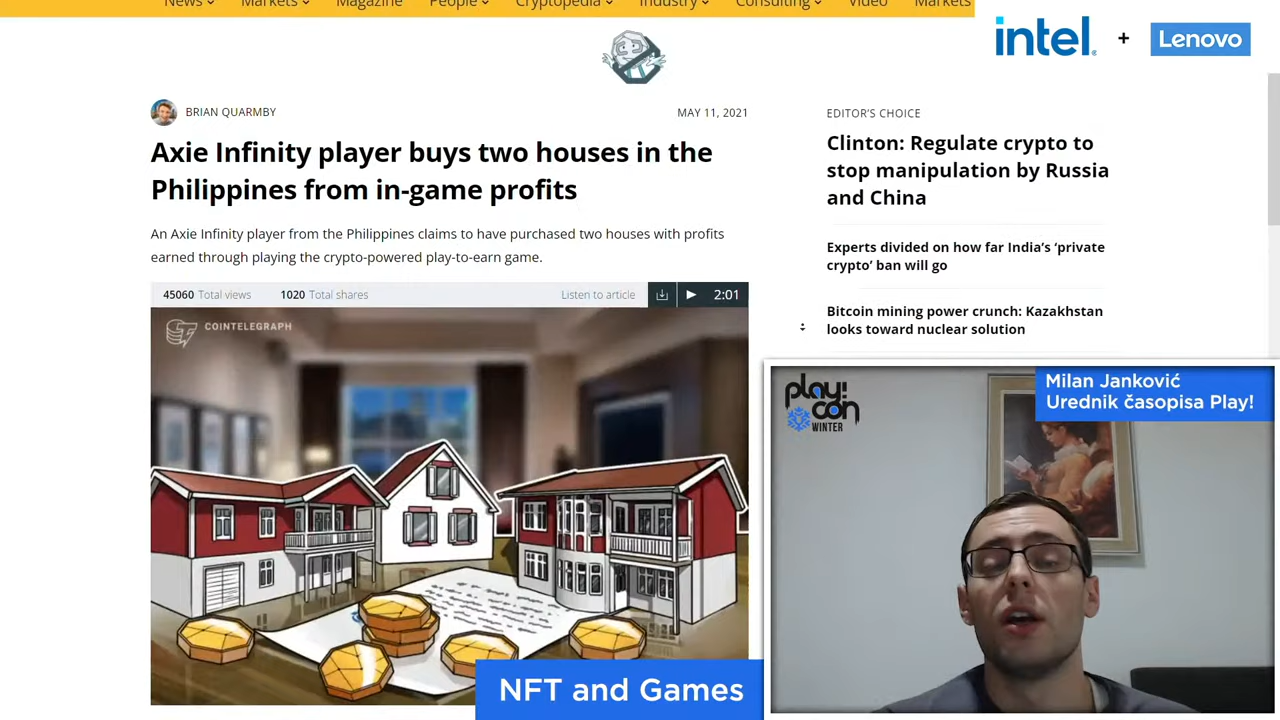 News Markets Magazine People Cryptopedia Industry Consulting Video Markets
intel. + Lenovo
BRIAN QUARMBY
MAY 11, 2021
Axie Infinity player buys two houses in the
Philippines from in-game profits
An Axie Infinity player from the Philippines claims to have purchased two houses with profits
earned through playing the crypto-powered play-to-earn game.
45060 Total views 1020 Total shares Listen to article 2:01
COINTELEGRAPH
EDITOR'S CHOICE
Clinton: Regulate crypto to
stop manipulation by Russia
and China
Experts divided on how far India's 'private
crypto' ban will go
Bitcoin mining power crunch: Kazakhstan
looks toward nuclear solution
play!
con
WINTER
Milan Janković
Urednik časopisa Play!
NFT and Games